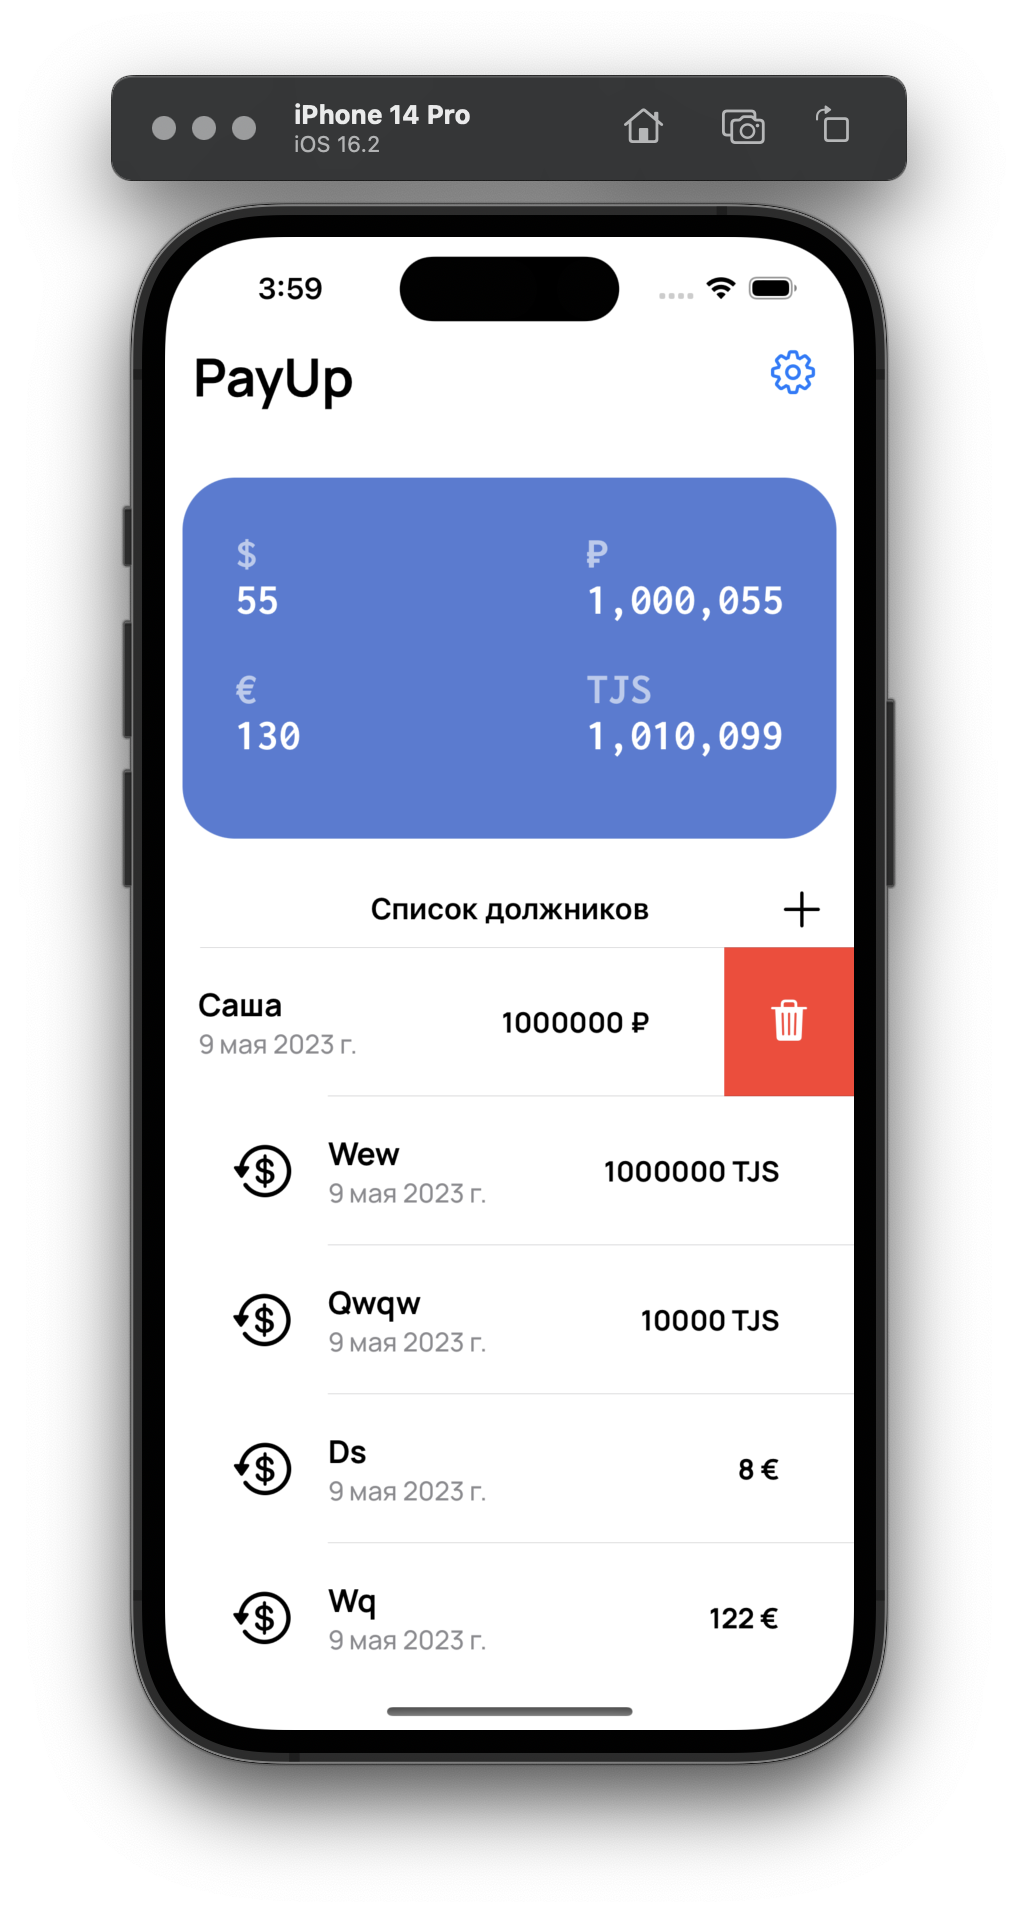 iPhone 14 Pro
iOS 16.2
3:59
PayUp
$ ₽
55 1,000,055
€ TJS
130 1,010,099
Список должников
Саша
9 мая 2023 г.
1000000 ₽
Wew
9 мая 2023 г.
1000000 TJS
Qwqw
9 мая 2023 г.
10000 TJS
Ds
9 мая 2023 г.
8 €
Wq
9 мая 2023 г.
122 €